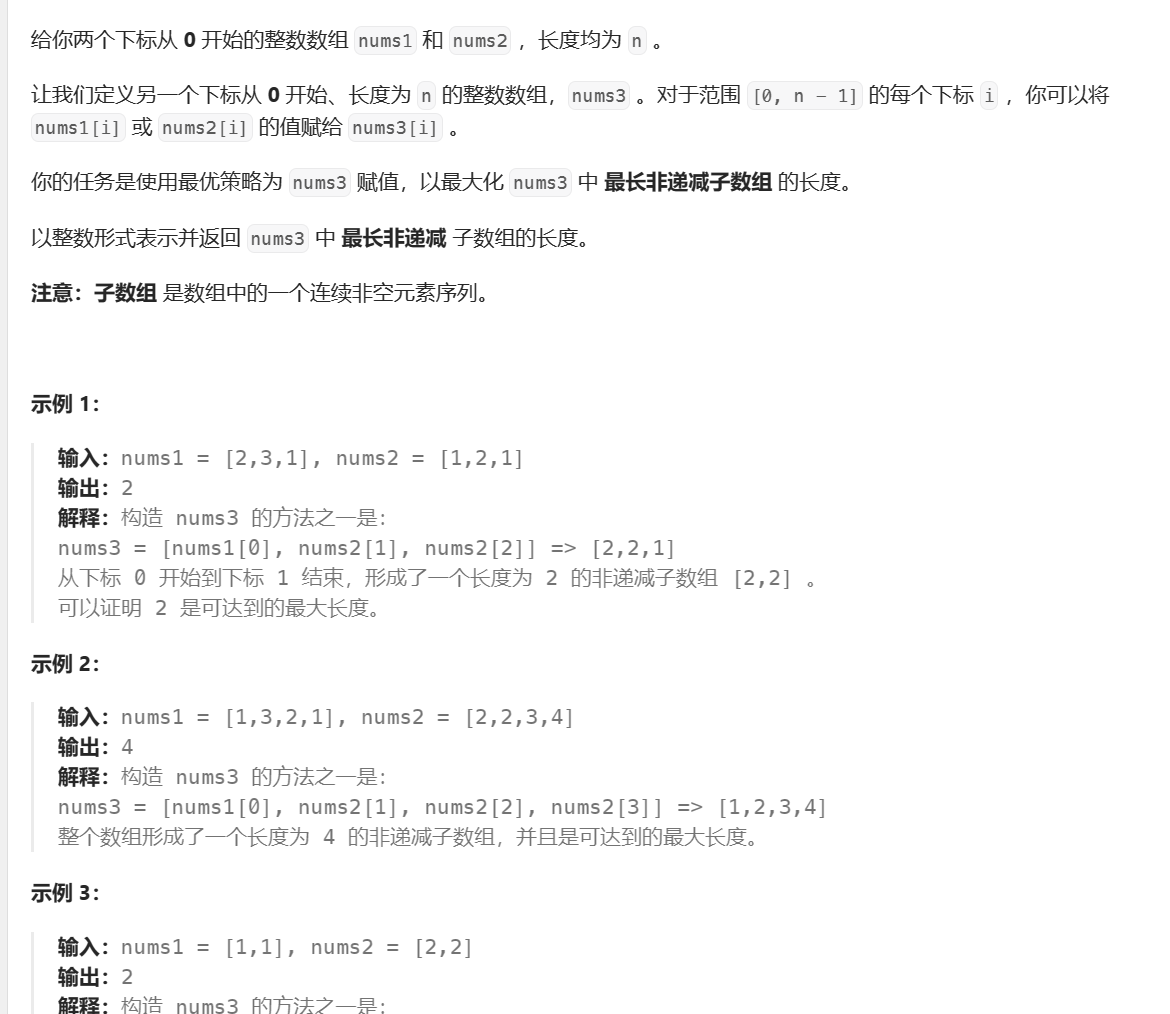 给你两个下标从 0 开始的整数数组 nums1 和 nums2 ，长度均为 n 。
让我们定义另一个下标从 0 开始、长度为 n 的整数数组，nums3 。对于范围 [0, n - 1] 的每个下标 i ，你可以将
nums1[i] 或 nums2[i] 的值赋给 nums3[i] 。
你的任务是使用最优策略为 nums3 赋值，以最大化 nums3 中 最长非递减子数组 的长度。
以整数形式表示并返回 nums3 中 最长非递减 子数组的长度。
注意：子数组 是数组中的一个连续非空元素序列。
示例 1：
输入：nums1 = [2,3,1], nums2 = [1,2,1]
输出：2
解释：构造 nums3 的方法之一是：
nums3 = [nums1[0], nums2[1], nums2[2]] => [2,2,1]
从下标 0 开始到下标 1 结束，形成了一个长度为 2 的非递减子数组 [2,2] 。
可以证明 2 是可达到的最大长度。
示例 2：
输入：nums1 = [1,3,2,1], nums2 = [2,2,3,4]
输出：4
解释：构造 nums3 的方法之一是：
nums3 = [nums1[0], nums2[1], nums2[2], nums2[3]] => [1,2,3,4]
整个数组形成了一个长度为 4 的非递减子数组，并且是可达到的最大长度。
示例 3：
输入：nums1 = [1,1], nums2 = [2,2]
输出：2
解释：构造 nums3 的方法之一是：